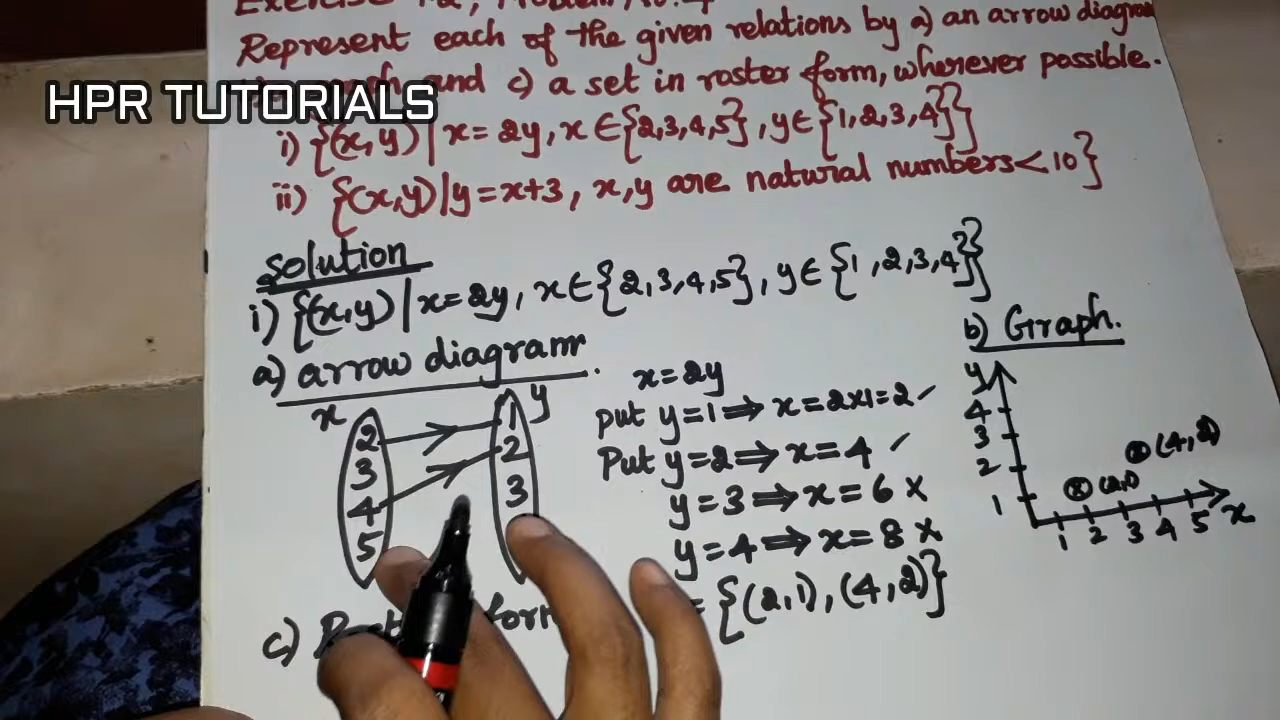 Represent each of the given relations by a) an arrow diagram
and c) a set in roster form, wherever possible.
HPR TUTORIALS
i) {(x,y) | x = 2y, x ∈ {2,3,4,5}, y ∈ {1,2,3,4}}
ii) {(x,y) | y = x+3, x,y are natural numbers < 10}
Solution
i) {(x,y) | x = 2y, x ∈ {2,3,4,5}, y ∈ {1,2,3,4}}
a) arrow diagram.
x y
2 1
3 2
4 3
5
x = 2y
put y = 1 ⟹ x = 2x1 = 2 ✓
Put y = 2 ⟹ x = 4 ✓
y = 3 ⟹ x = 6 ×
y = 4 ⟹ x = 8 ×
b) Graph.
y
4
3
2
1
(4,2)
(2,1)
1 2 3 4 5 x
c) form
= {(2,1), (4,2)}